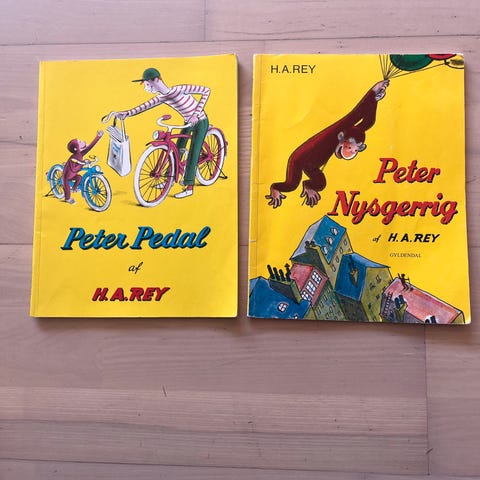 Peter Pedal
af
H.A. REY
H.A.REY
Peter
Nysgerrig
af H.A.REY
GYLDENDAL